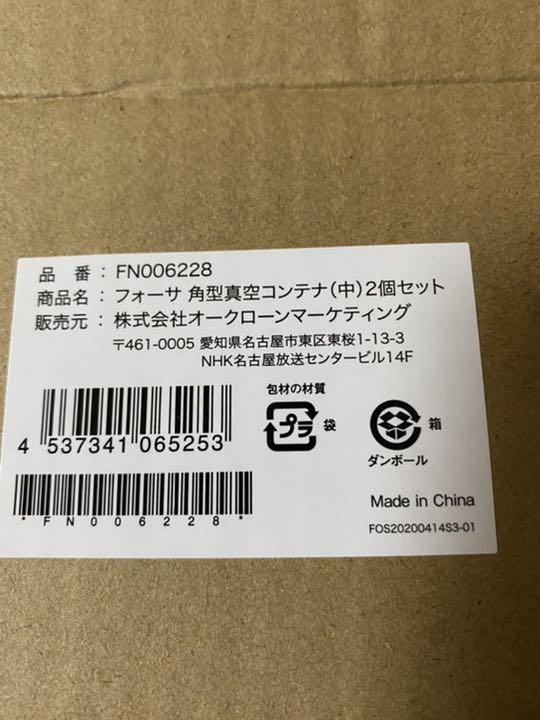 品 番 : FN006228
商品名 : フォーサ 角型真空コンテナ(中)2個セット
販売元 : 株式会社オークローンマーケティング
〒461-0005 愛知県名古屋市東区東桜1-13-3
NHK名古屋放送センタービル14F
包材の材質
プラ 袋
箱
ダンボール
4 537341 065253
*FN006228*
Made in China
FOS20200414S3-01